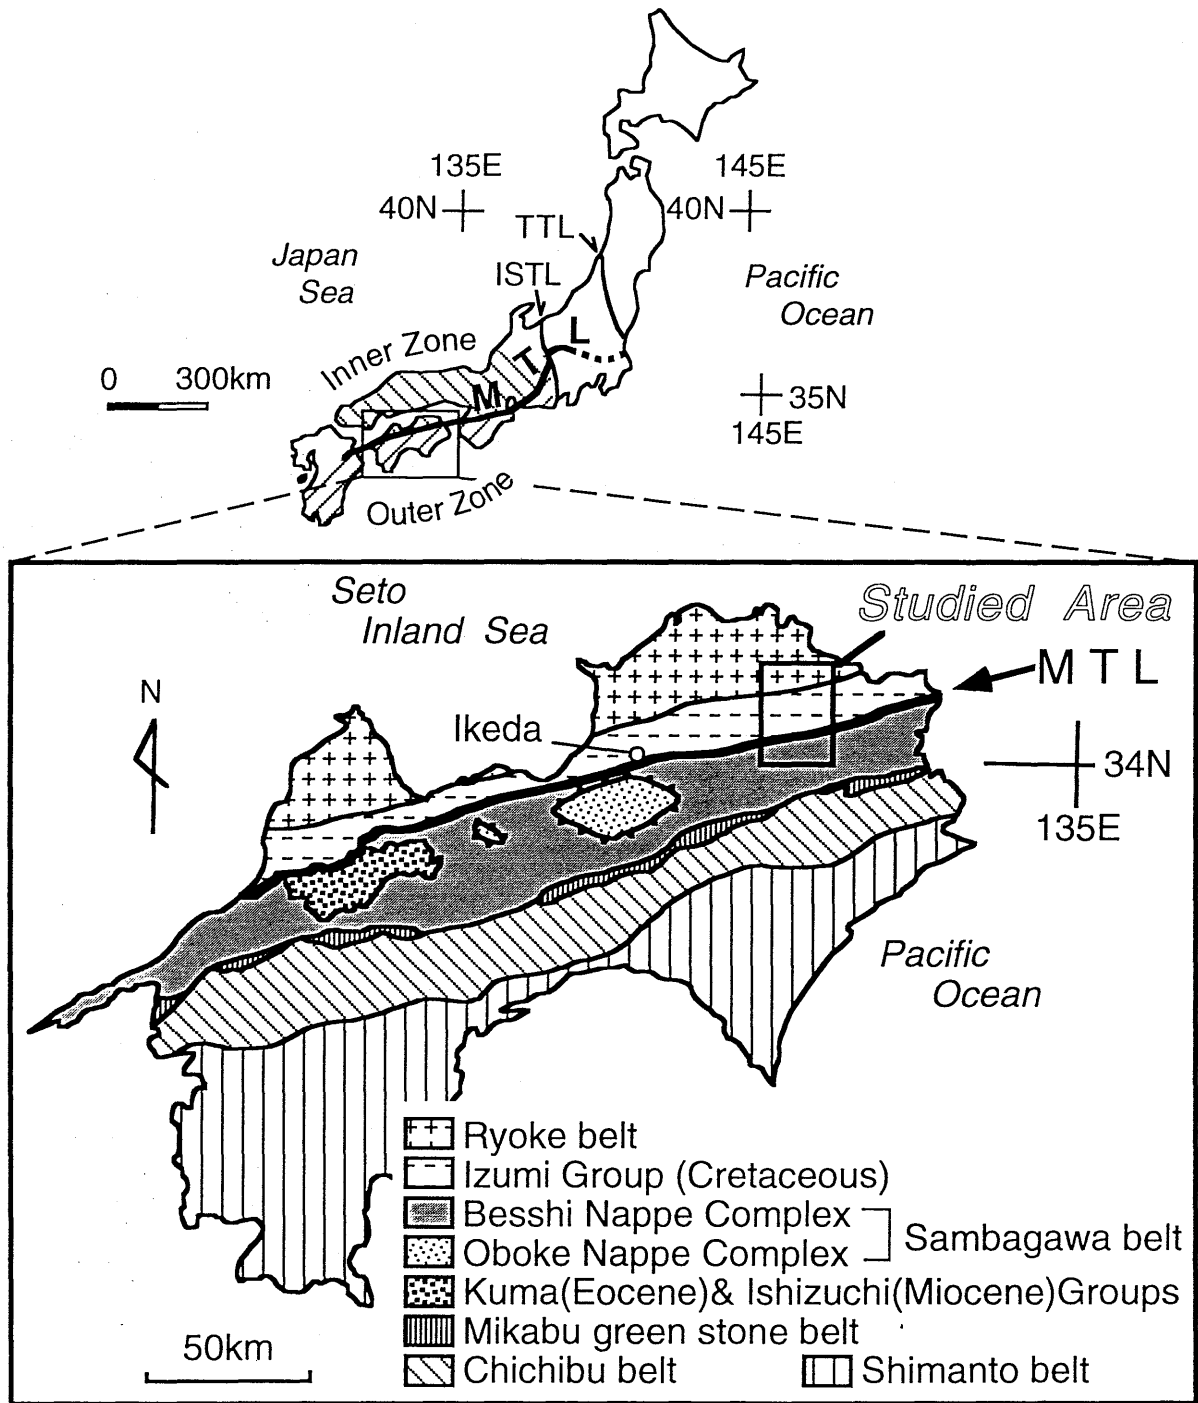 135E
145E
40N
40N
TTL
Japan
Sea
ISTL
Pacific
Ocean
Inner Zone
M T L
0 300km
35N
145E
Outer Zone
Seto
Inland Sea
Studied Area
MTL
N
Ikeda
34N
135E
Pacific
Ocean
Ryoke belt
Izumi Group (Cretaceous)
Besshi Nappe Complex
Sambagawa belt
Oboke Nappe Complex
Kuma(Eocene)& Ishizuchi(Miocene)Groups
Mikabu green stone belt
50km
Chichibu belt
Shimanto belt